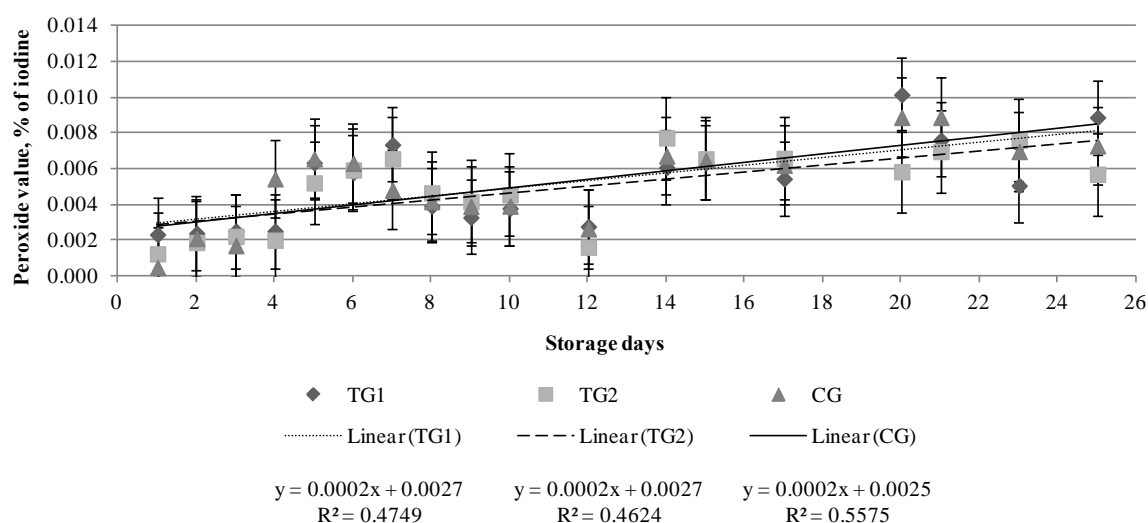 Peroxide value, % of iodine
0.014
0.012
0.010
0.008
0.006
0.004
0.002
0.000
0 2 4 6 8 10 12 14 16 18 20 22 24 26
Storage days
TG1 TG2 CG
Linear (TG1) Linear (TG2) Linear (CG)
y = 0.0002x + 0.0027 y = 0.0002x + 0.0027 y = 0.0002x + 0.0025
R² = 0.4749 R² = 0.4624 R² = 0.5575